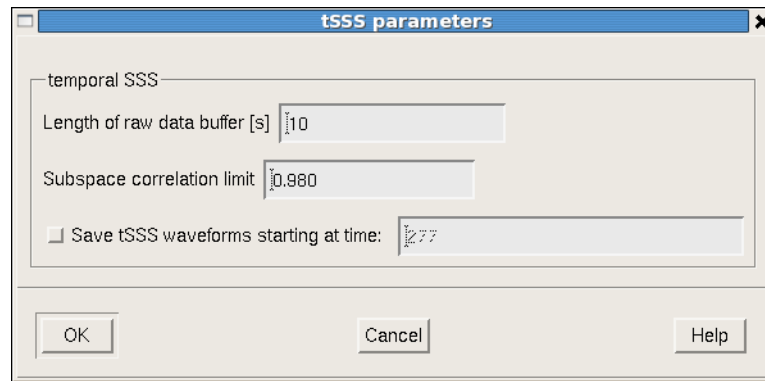 tSSS parameters
temporal SSS
Length of raw data buffer [s] 10
Subspace correlation limit 0.980
Save tSSS waveforms starting at time: 277
OK Cancel Help